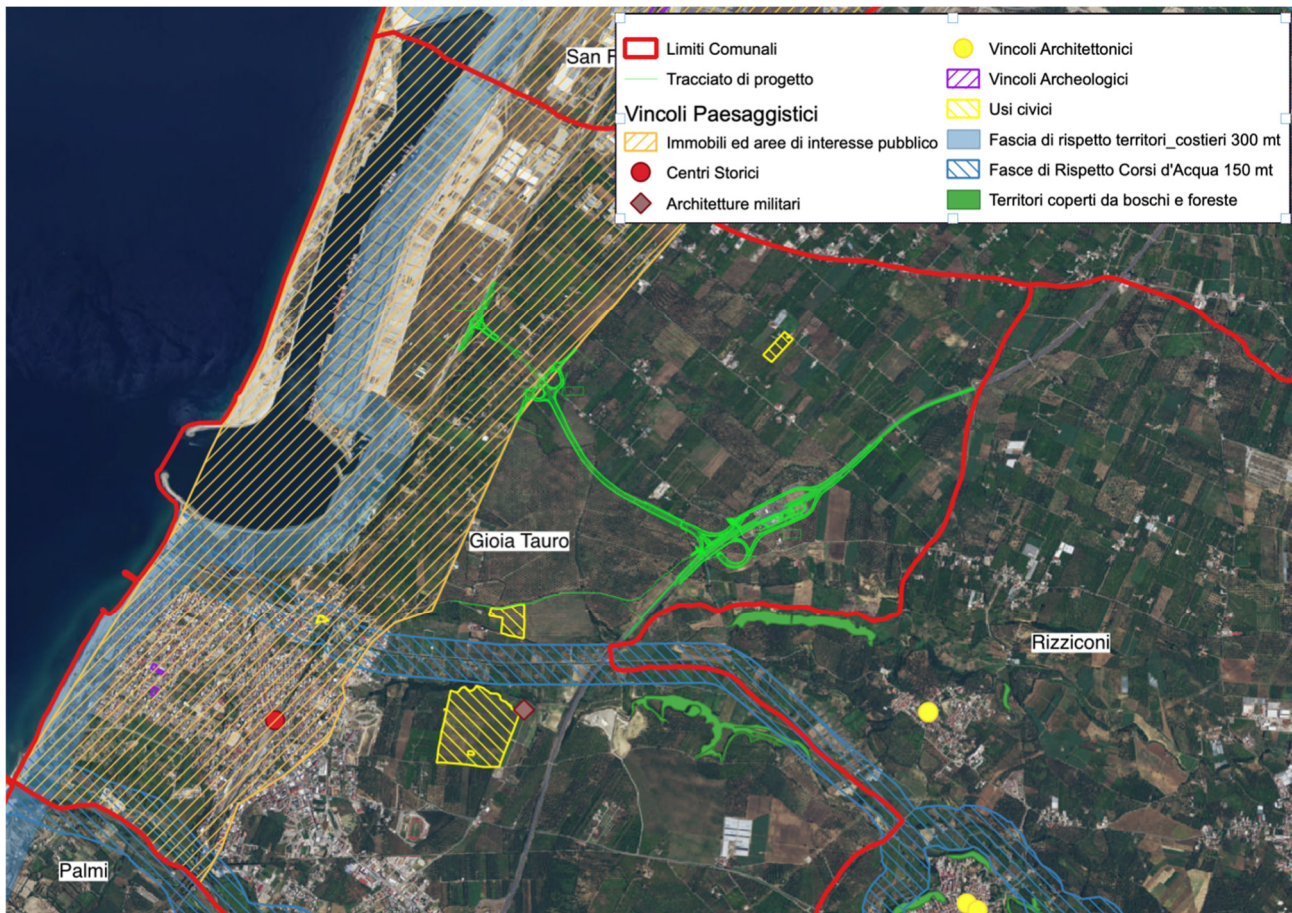 San F
Limiti Comunali
Tracciato di progetto
Vincoli Paesaggistici
Immobili ed aree di interesse pubblico
Centri Storici
Architetture militari
Vincoli Architettonici
Vincoli Archeologici
Usi civici
Fascia di rispetto territori_costieri 300 mt
Fasce di Rispetto Corsi d'Acqua 150 mt
Territori coperti da boschi e foreste
Gioia Tauro
Rizziconi
Palmi